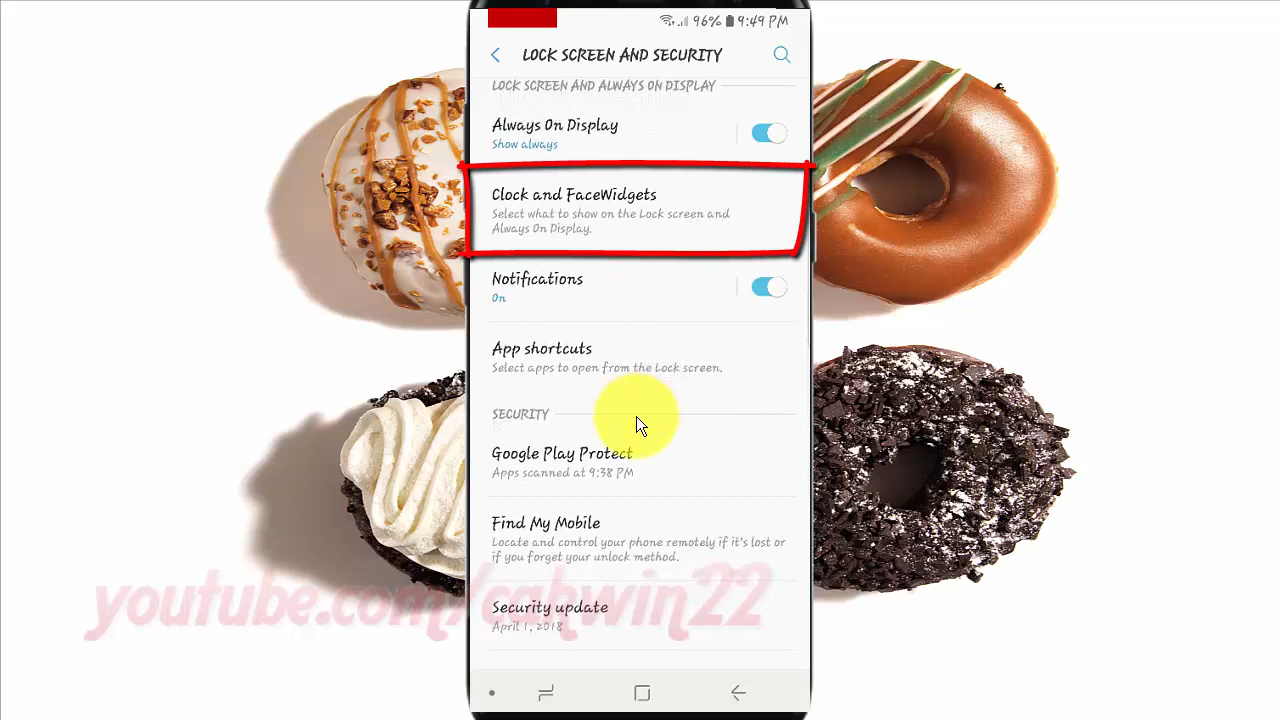 96% 9:49 PM
LOCK SCREEN AND SECURITY
LOCK SCREEN AND ALWAYS ON DISPLAY
Always On Display
Show always
Clock and FaceWidgets
Select what to show on the Lock screen and
Always On Display.
Notifications
On
App shortcuts
Select apps to open from the Lock screen.
SECURITY
Google Play Protect
Apps scanned at 9:38 PM
Find My Mobile
Locate and control your phone remotely if it's lost or
if you forget your unlock method.
youtube.com/cahwin22
Security update
April 1, 2018